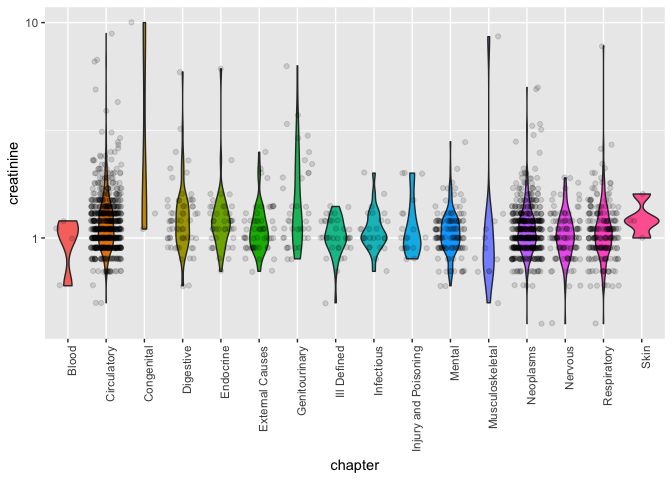 10
creatinine
1
Blood
Circulatory
Congenital
Digestive
Endocrine
External Causes
Genitourinary
Ill Defined
Infectious
Injury and Poisoning
Mental
Musculoskeletal
Neoplasms
Nervous
Respiratory
Skin
chapter